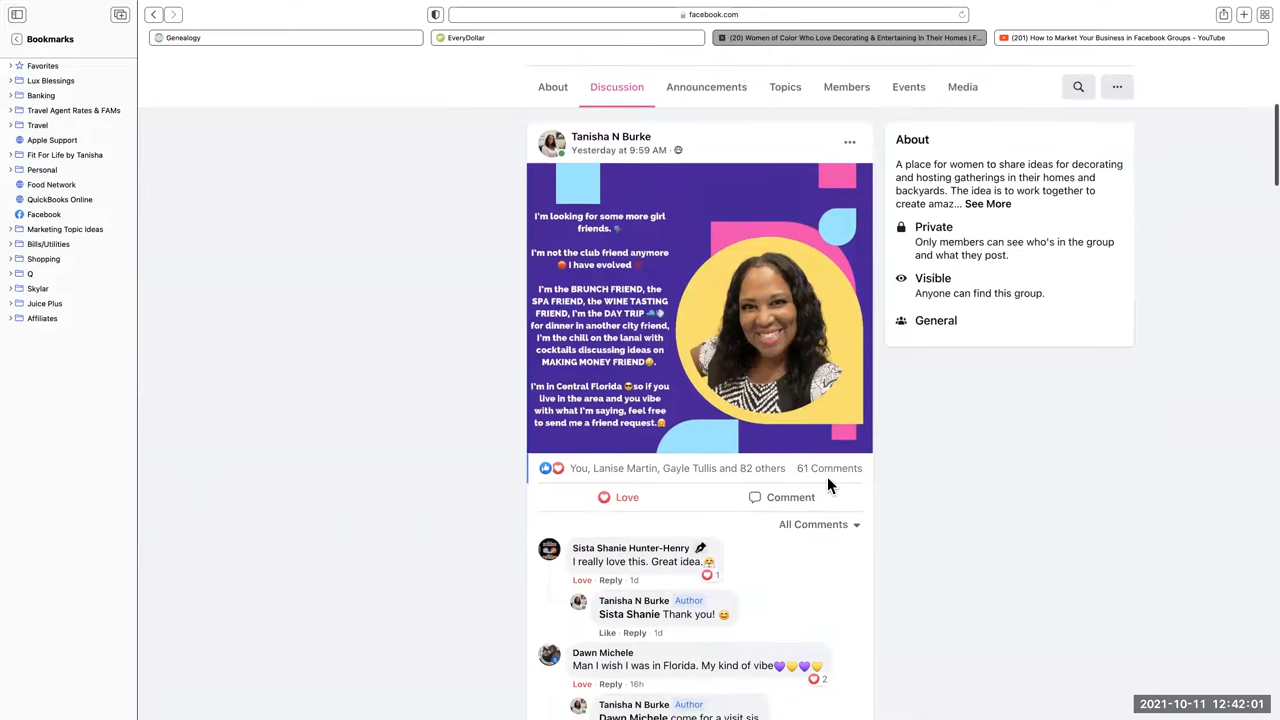 facebook.com
Bookmarks
Genealogy
EveryDollar
(20) Women of Color Who Love Decorating & Entertaining In Their Homes | F...
(201) How to Market Your Business in Facebook Groups - YouTube
Favorites
Lux Blessings
Banking
Travel Agent Rates & FAMs
Travel
Apple Support
Fit For Life by Tanisha
Personal
Food Network
QuickBooks Online
Facebook
Marketing Topic Ideas
Bills/Utilities
Shopping
Q
Skylar
Juice Plus
Affiliates
About
Discussion
Announcements
Topics
Members
Events
Media
Tanisha N Burke
Yesterday at 9:59 AM ·
I'm looking for some more girl
friends.
I'm not the club friend anymore
I have evolved
I'm the BRUNCH FRIEND, the
SPA FRIEND, the WINE TASTING
FRIEND, I'm the DAY TRIP
for dinner in another city friend,
I'm the chill on the lanai with
cocktails discussing ideas on
MAKING MONEY FRIEND😄.
I'm in Central Florida 😎so if you
live in the area and you vibe
with what I'm saying, feel free
to send me a friend request.🤗
You, Lanise Martin, Gayle Tullis and 82 others
61 Comments
Love
Comment
All Comments
Sista Shanie Hunter-Henry
I really love this. Great idea.🤗
1
Love · Reply · 1d
Tanisha N Burke Author
Sista Shanie Thank you! 😊
Like · Reply · 1d
Dawn Michele
Man I wish I was in Florida. My kind of vibe💜💛💜💛
2
Love · Reply · 16h
Tanisha N Burke Author
Dawn Michele come for a visit sis
About
A place for women to share ideas for decorating
and hosting gatherings in their homes and
backyards. The idea is to work together to
create amaz... See More
Private
Only members can see who's in the group
and what they post.
Visible
Anyone can find this group.
General
2021-10-11 12:42:01